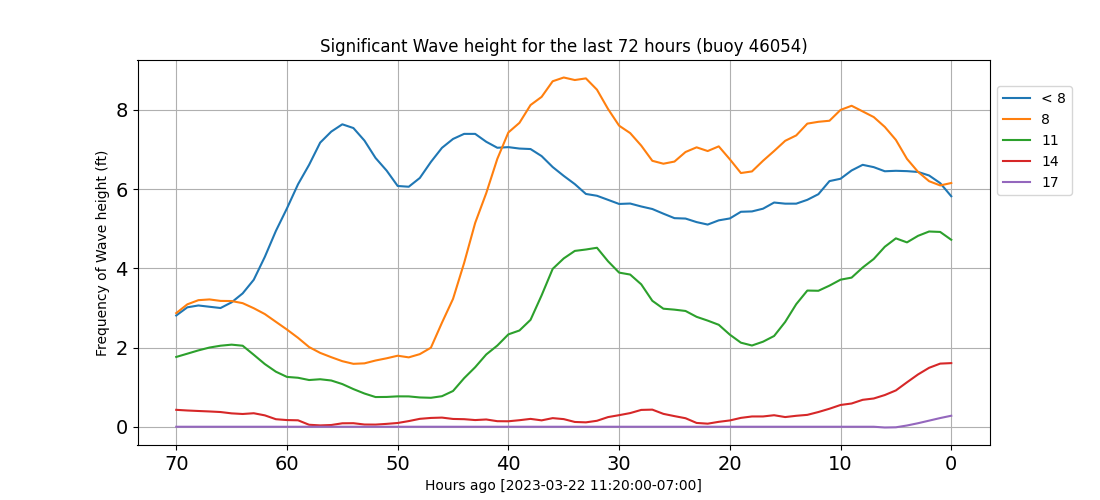 Significant Wave height for the last 72 hours (buoy 46054)
Frequency of Wave height (ft)
8
6
4
2
0
70 60 50 40 30 20 10 0
Hours ago [2023-03-22 11:20:00-07:00]
< 8
8
11
14
17